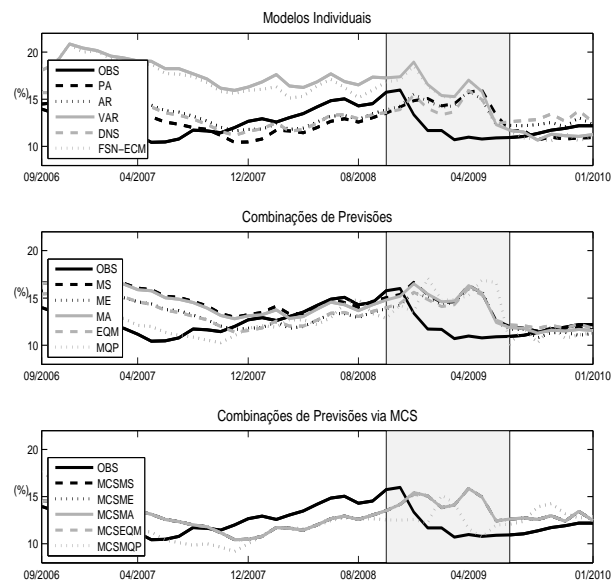 Modelos Individuais
20
(%)
15
10
OBS
PA
AR
VAR
DNS
FSN−ECM
09/2006 04/2007 12/2007 08/2008 04/2009 01/2010
Combinações de Previsões
20
(%)
15
10
OBS
MS
ME
MA
EQM
MQP
09/2006 04/2007 12/2007 08/2008 04/2009 01/2010
Combinações de Previsões via MCS
20
(%)
15
10
OBS
MCSMS
MCSME
MCSMA
MCSEQM
MCSMQP
09/2006 04/2007 12/2007 08/2008 04/2009 01/2010